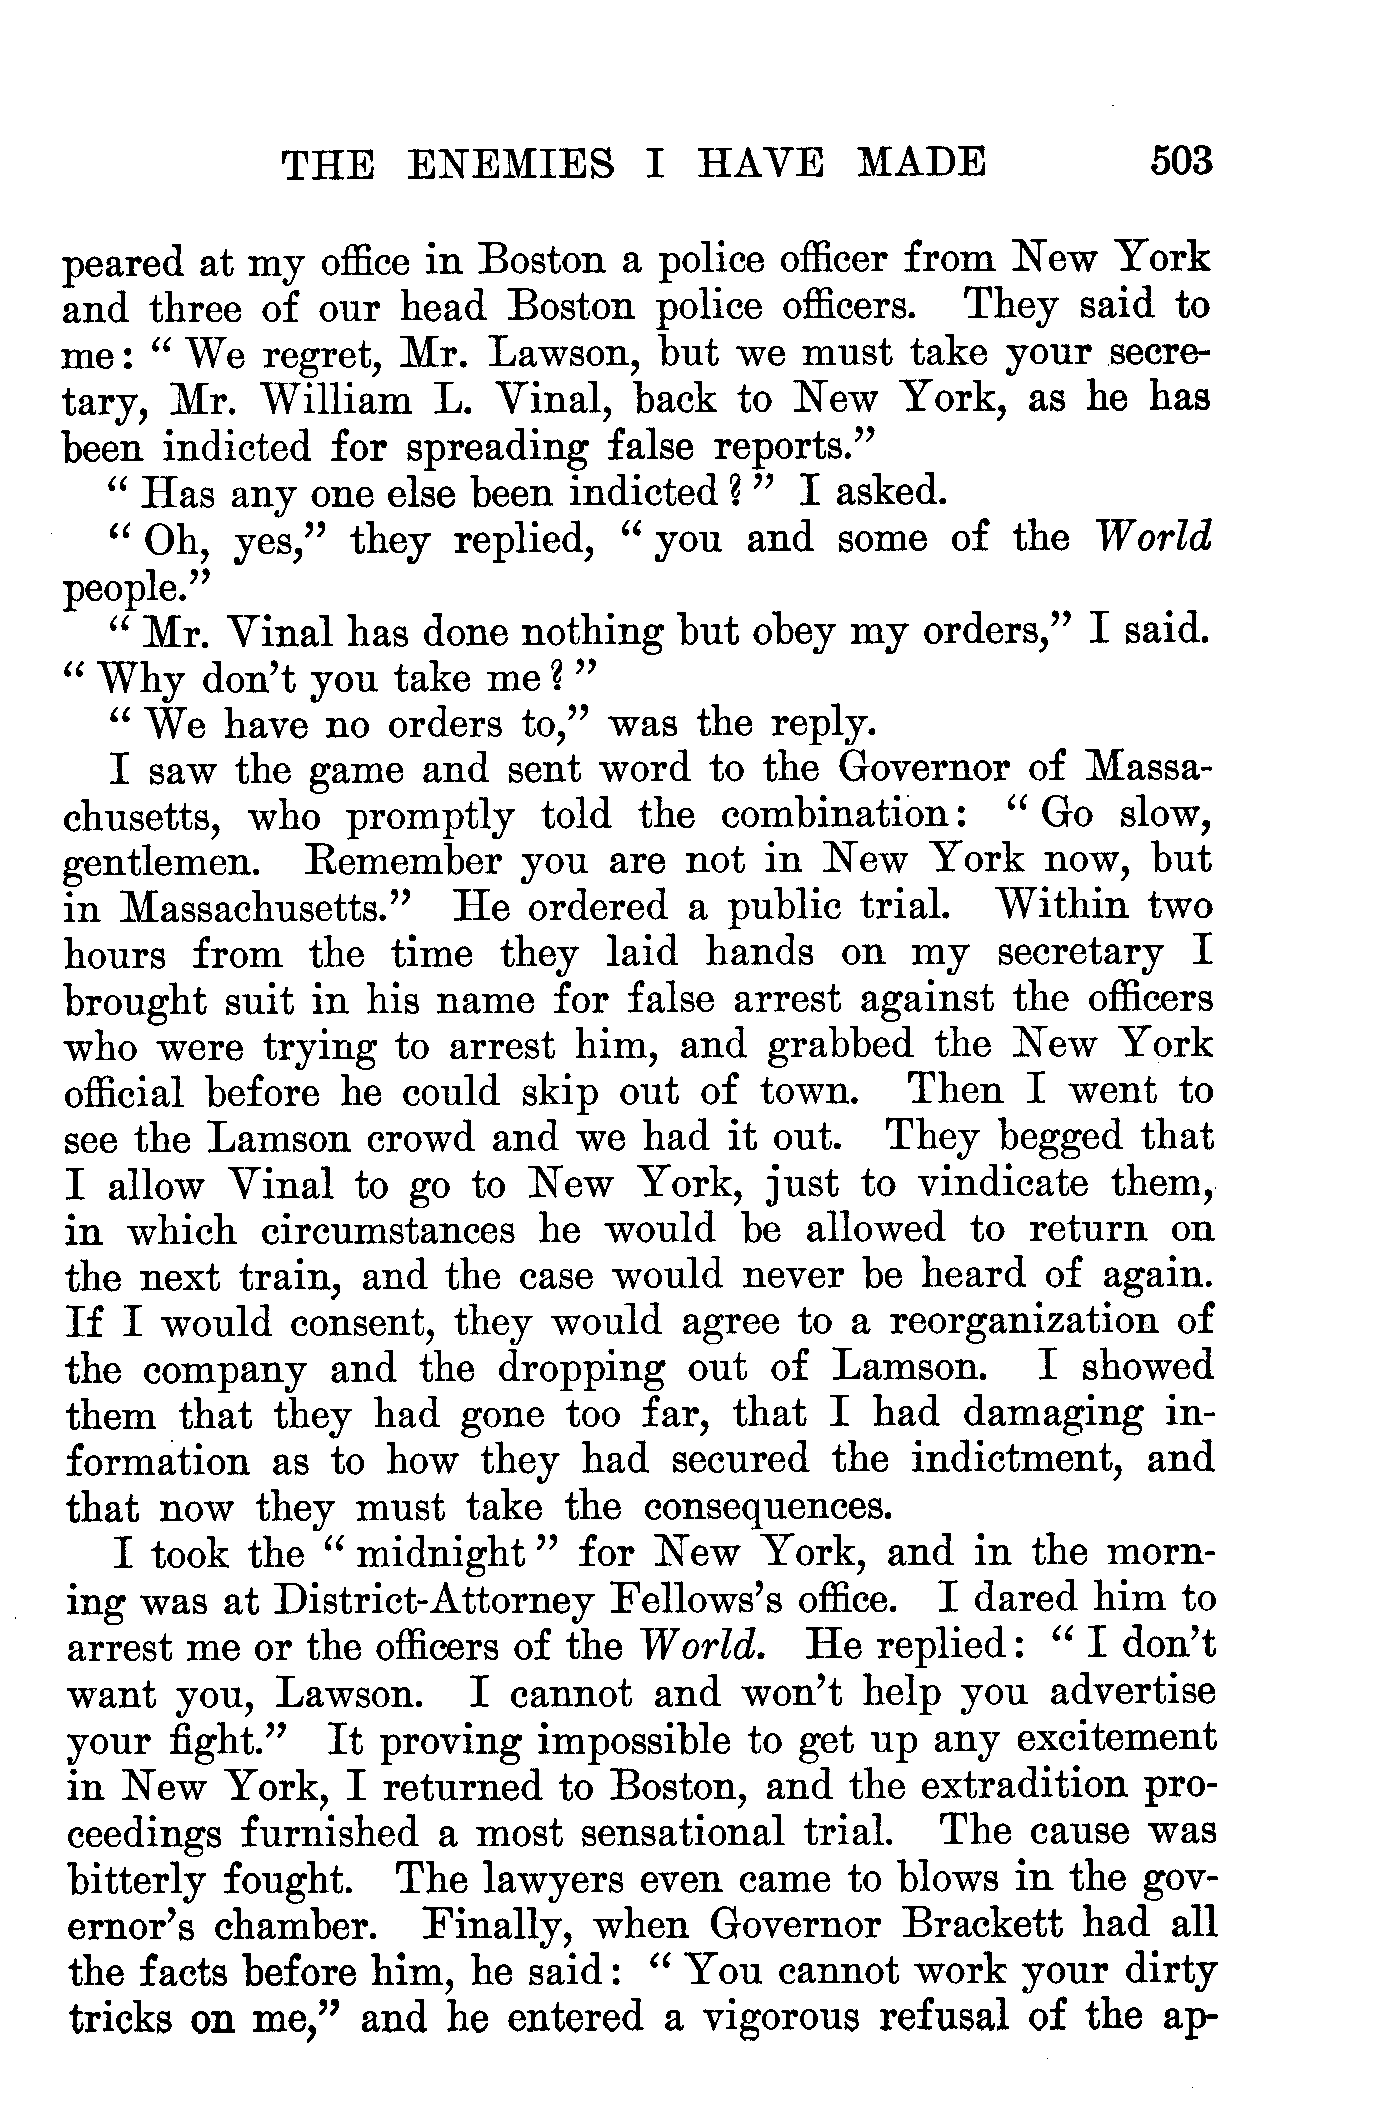 THE ENEMIES I HAVE MADE 503
peared at my office in Boston a police officer from New York
and three of our head Boston police officers. They said to
me: “ We regret, Mr. Lawson, but we must take your secre-
tary, Mr. William L. Vinal, back to New York, as he has
been indicted for spreading false reports.”
“ Has any one else been indicted ? ” I asked.
“ Oh, yes,” they replied, “ you and some of the World
people.”
“ Mr. Vinal has done nothing but obey my orders,” I said.
“ Why don’t you take me ? ”
“ We have no orders to,” was the reply.
I saw the game and sent word to the Governor of Massa-
chusetts, who promptly told the combination: “ Go slow,
gentlemen. Remember you are not in New York now, but
in Massachusetts.” He ordered a public trial. Within two
hours from the time they laid hands on my secretary I
brought suit in his name for false arrest against the officers
who were trying to arrest him, and grabbed the New York
official before he could skip out of town. Then I went to
see the Lamson crowd and we had it out. They begged that
I allow Vinal to go to New York, just to vindicate them,
in which circumstances he would be allowed to return on
the next train, and the case would never be heard of again.
If I would consent, they would agree to a reorganization of
the company and the dropping out of Lamson. I showed
them that they had gone too far, that I had damaging in-
formation as to how they had secured the indictment, and
that now they must take the consequences.
I took the “ midnight ” for New York, and in the morn-
ing was at District-Attorney Fellows’s office. I dared him to
arrest me or the officers of the World. He replied: “ I don’t
want you, Lawson. I cannot and won’t help you advertise
your fight.” It proving impossible to get up any excitement
in New York, I returned to Boston, and the extradition pro-
ceedings furnished a most sensational trial. The cause was
bitterly fought. The lawyers even came to blows in the gov-
ernor’s chamber. Finally, when Governor Brackett had all
the facts before him, he said: “ You cannot work your dirty
tricks on me,” and he entered a vigorous refusal of the ap-